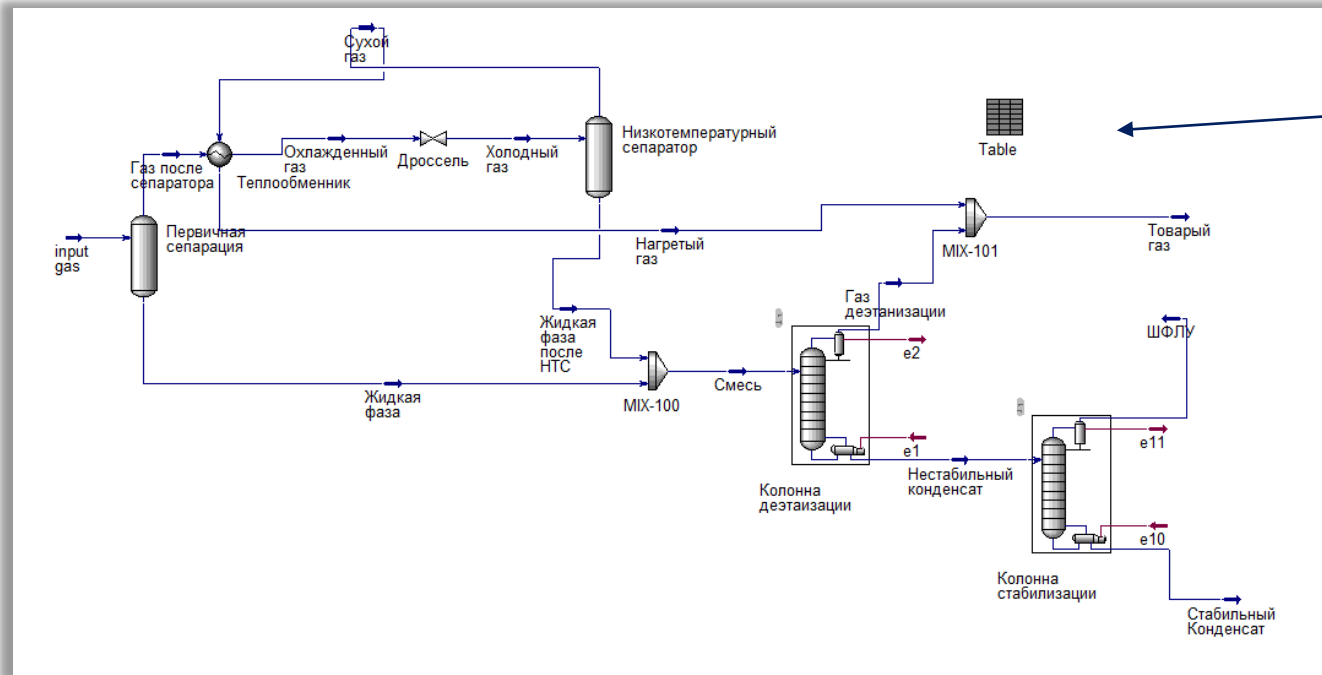 Сухой
газ
Низкотемпературный
сепаратор
Table
Газ после
сепаратора
Теплообменник
Охлажденный
газ
Дроссель
Холодный
газ
input
gas
Первичная
сепарация
Нагретый
газ
MIX-101
Товарый
газ
Жидкая
фаза
после
НТС
Газ
деэтанизации
ШФЛУ
e2
Жидкая
фаза
MIX-100
Смесь
e1
Нестабильный
конденсат
e11
Колонна
деэтаизации
e10
Колонна
стабилизации
Стабильный
Конденсат